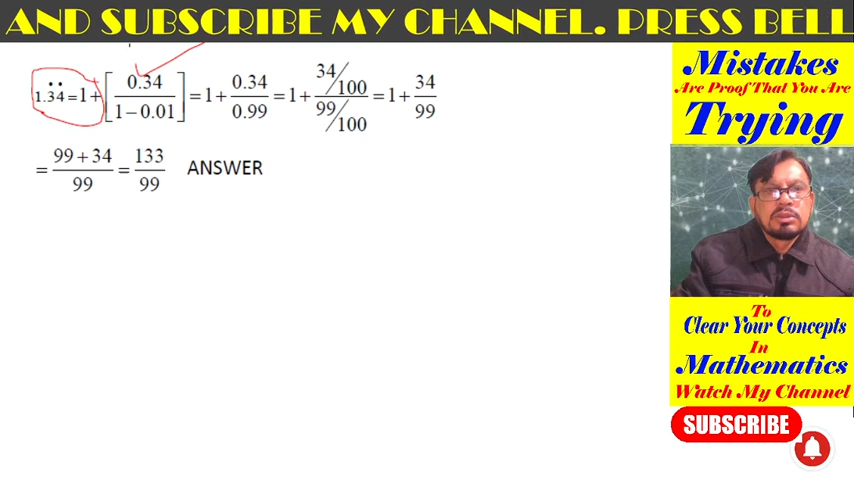 AND SUBSCRIBE MY CHANNEL. PRESS BELL
1.3̇4̇ = 1 + [ 0.34 / (1 − 0.01) ] = 1 + 0.34/0.99 = 1 + (34/100)/(99/100) = 1 + 34/99
= (99 + 34)/99 = 133/99 ANSWER
Mistakes
Are Proof That You Are
Trying
To
Clear Your Concepts
In
Mathematics
Watch My Channel
SUBSCRIBE